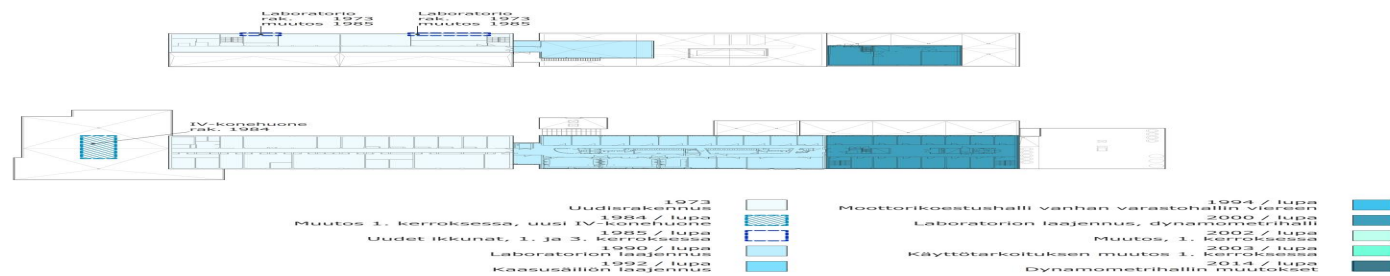 Laboratorio
rak. 1973
muutos 1985
Laboratorio
rak. 1973
muutos 1985
IV-konehuone
rak. 1984
1973
Uudisrakennus
1984 / lupa
Muutos 1. kerroksessa, uusi IV-konehuone
1985 / lupa
Uudet ikkunat, 1. ja 3. kerroksessa
1990 / lupa
Laboratorion laajennus
1992 / lupa
Kaasusäiliön laajennus
1994 / lupa
Moottorikoestushalli vanhan varastohallin viereen
2000 / lupa
Laboratorion laajennus, dynamometrihalli
2002 / lupa
Muutos, 1. kerroksessa
2003 / lupa
Käyttötarkoituksen muutos 1. kerroksessa
2014 / lupa
Dynamometrihallin muutokset